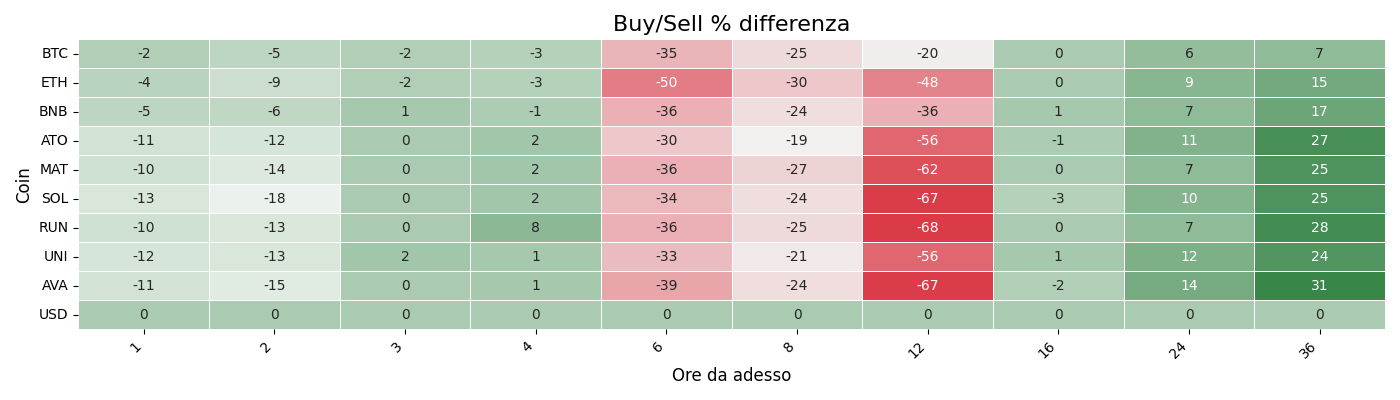 Buy/Sell % differenza
Coin
BTC -2 -5 -2 -3 -35 -25 -20 0 6 7
ETH -4 -9 -2 -3 -50 -30 -48 0 9 15
BNB -5 -6 1 -1 -36 -24 -36 1 7 17
ATO -11 -12 0 2 -30 -19 -56 -1 11 27
MAT -10 -14 0 2 -36 -27 -62 0 7 25
SOL -13 -18 0 2 -34 -24 -67 -3 10 25
RUN -10 -13 0 8 -36 -25 -68 0 7 28
UNI -12 -13 2 1 -33 -21 -56 1 12 24
AVA -11 -15 0 1 -39 -24 -67 -2 14 31
USD 0 0 0 0 0 0 0 0 0 0
1 2 3 4 6 8 12 16 24 36
Ore da adesso